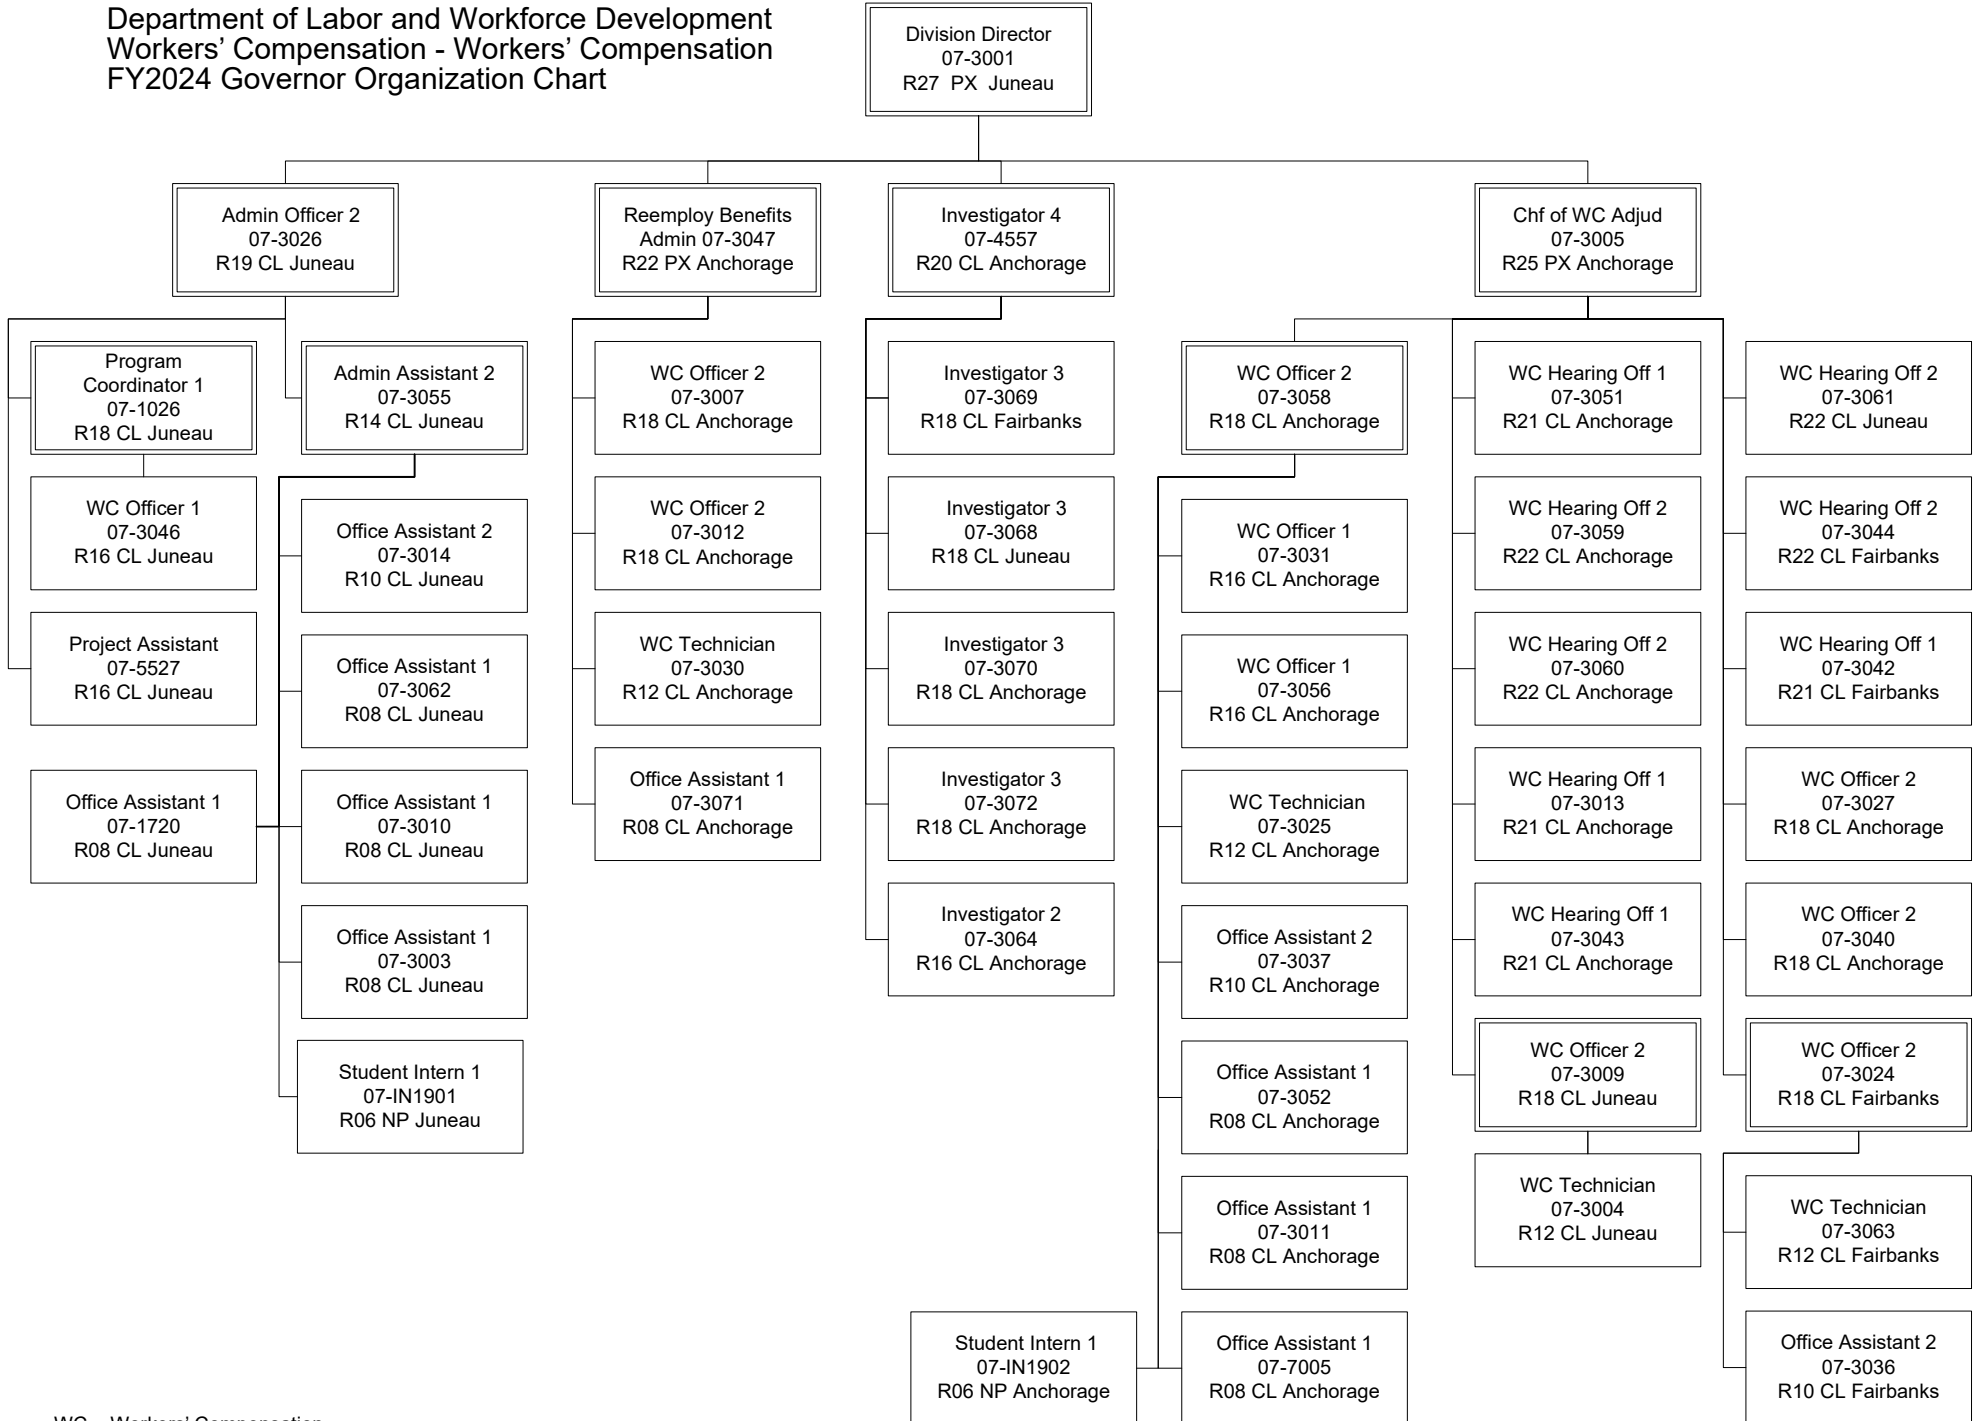 Department of Labor and Workforce Development
Workers’ Compensation - Workers’ Compensation
FY2024 Governor Organization Chart
Division Director
07-3001
R27 PX Juneau
Admin Officer 2
07-3026
R19 CL Juneau
Reemploy Benefits
Admin 07-3047
R22 PX Anchorage
Investigator 4
07-4557
R20 CL Anchorage
Chf of WC Adjud
07-3005
R25 PX Anchorage
Program
Coordinator 1
07-1026
R18 CL Juneau
WC Officer 1
07-3046
R16 CL Juneau
Project Assistant
07-5527
R16 CL Juneau
Office Assistant 1
07-1720
R08 CL Juneau
Admin Assistant 2
07-3055
R14 CL Juneau
Office Assistant 2
07-3014
R10 CL Juneau
Office Assistant 1
07-3062
R08 CL Juneau
Office Assistant 1
07-3010
R08 CL Juneau
Office Assistant 1
07-3003
R08 CL Juneau
Student Intern 1
07-IN1901
R06 NP Juneau
WC Officer 2
07-3007
R18 CL Anchorage
WC Officer 2
07-3012
R18 CL Anchorage
WC Technician
07-3030
R12 CL Anchorage
Office Assistant 1
07-3071
R08 CL Anchorage
Investigator 3
07-3069
R18 CL Fairbanks
Investigator 3
07-3068
R18 CL Juneau
Investigator 3
07-3070
R18 CL Anchorage
Investigator 3
07-3072
R18 CL Anchorage
Investigator 2
07-3064
R16 CL Anchorage
WC Officer 2
07-3058
R18 CL Anchorage
WC Officer 1
07-3031
R16 CL Anchorage
WC Officer 1
07-3056
R16 CL Anchorage
WC Technician
07-3025
R12 CL Anchorage
Office Assistant 2
07-3037
R10 CL Anchorage
Office Assistant 1
07-3052
R08 CL Anchorage
Office Assistant 1
07-3011
R08 CL Anchorage
Student Intern 1
07-IN1902
R06 NP Anchorage
Office Assistant 1
07-7005
R08 CL Anchorage
WC Hearing Off 1
07-3051
R21 CL Anchorage
WC Hearing Off 2
07-3059
R22 CL Anchorage
WC Hearing Off 2
07-3060
R22 CL Anchorage
WC Hearing Off 1
07-3013
R21 CL Anchorage
WC Hearing Off 1
07-3043
R21 CL Anchorage
WC Officer 2
07-3009
R18 CL Juneau
WC Technician
07-3004
R12 CL Juneau
WC Hearing Off 2
07-3061
R22 CL Juneau
WC Hearing Off 2
07-3044
R22 CL Fairbanks
WC Hearing Off 1
07-3042
R21 CL Fairbanks
WC Officer 2
07-3027
R18 CL Anchorage
WC Officer 2
07-3040
R18 CL Anchorage
WC Officer 2
07-3024
R18 CL Fairbanks
WC Technician
07-3063
R12 CL Fairbanks
Office Assistant 2
07-3036
R10 CL Fairbanks